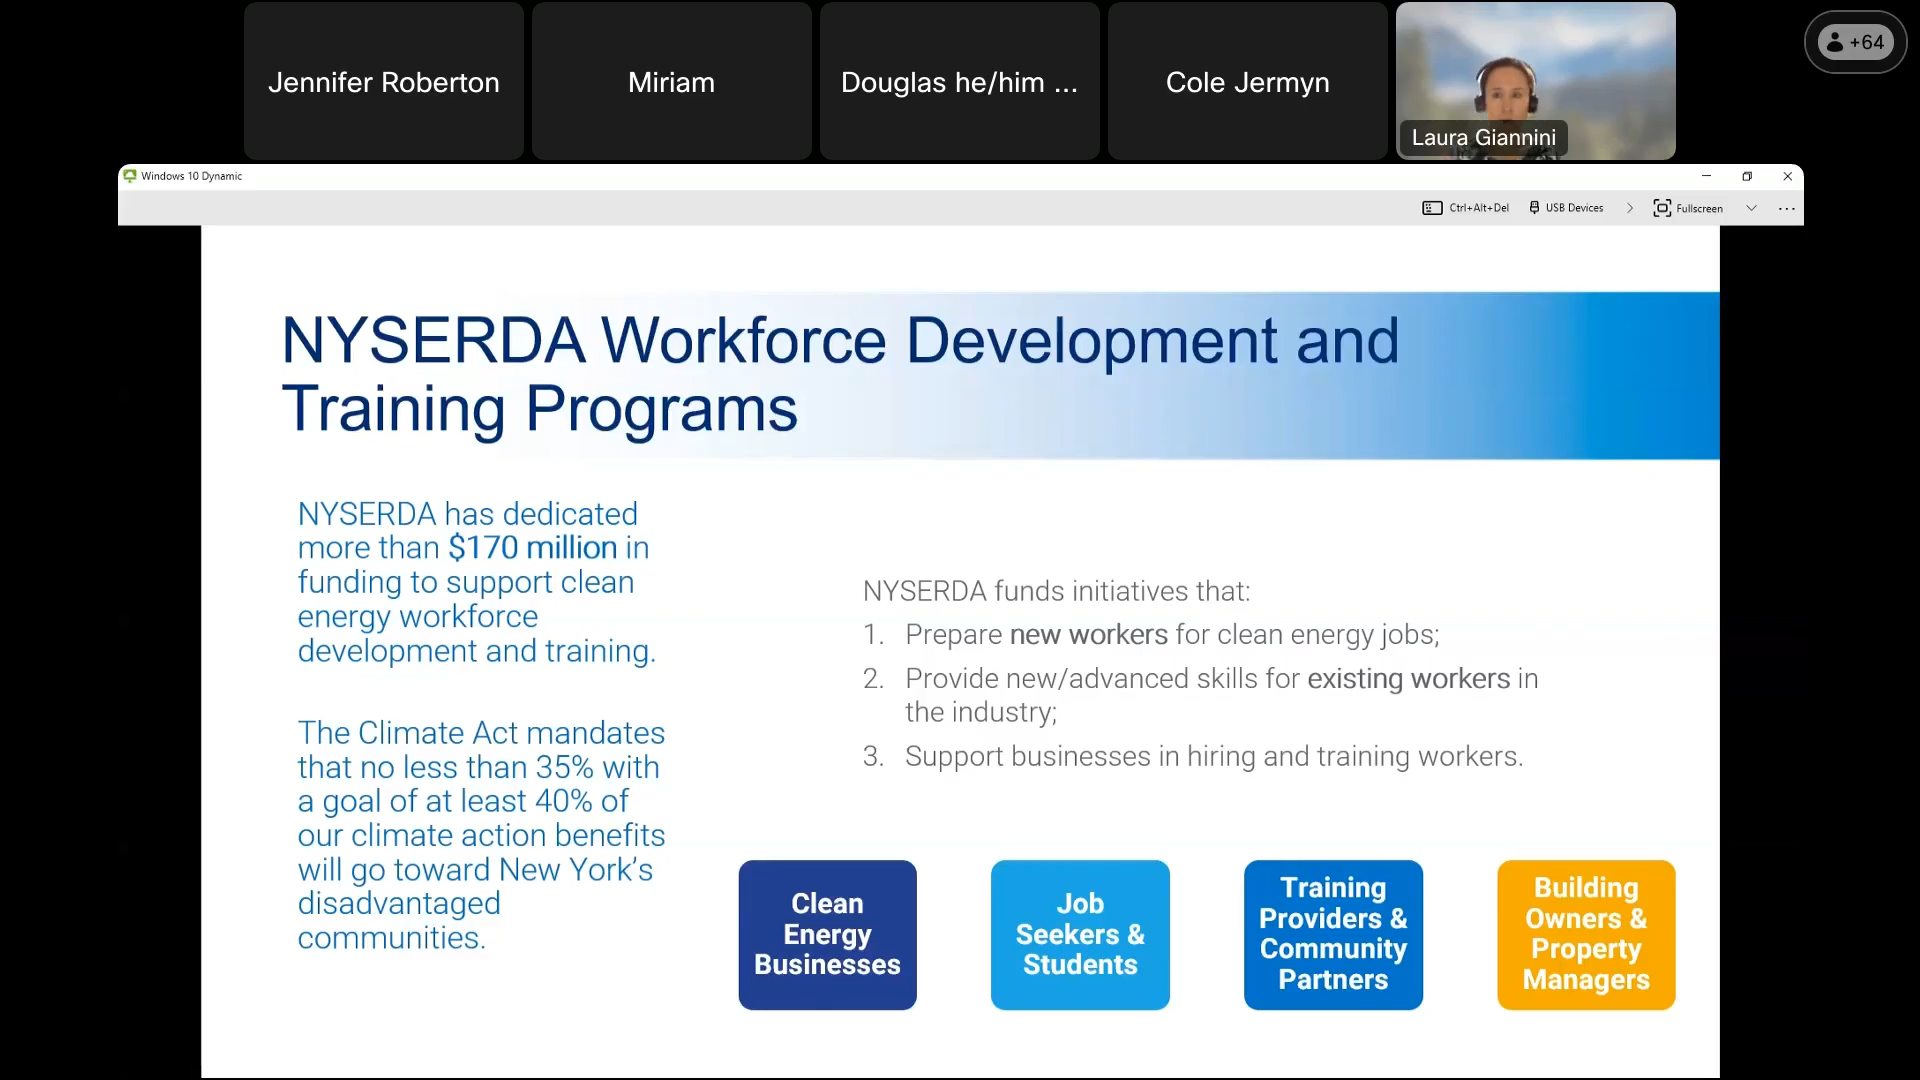 Jennifer Roberton
Miriam
Douglas he/him ...
Cole Jermyn
Laura Giannini
+64
Windows 10 Dynamic
Ctrl+Alt+Del
USB Devices
Fullscreen
NYSERDA Workforce Development and
Training Programs
NYSERDA has dedicated
more than $170 million in
funding to support clean
energy workforce
development and training.
The Climate Act mandates
that no less than 35% with
a goal of at least 40% of
our climate action benefits
will go toward New York’s
disadvantaged
communities.
NYSERDA funds initiatives that:
1. Prepare new workers for clean energy jobs;
2. Provide new/advanced skills for existing workers in
the industry;
3. Support businesses in hiring and training workers.
Clean
Energy
Businesses
Job
Seekers &
Students
Training
Providers &
Community
Partners
Building
Owners &
Property
Managers